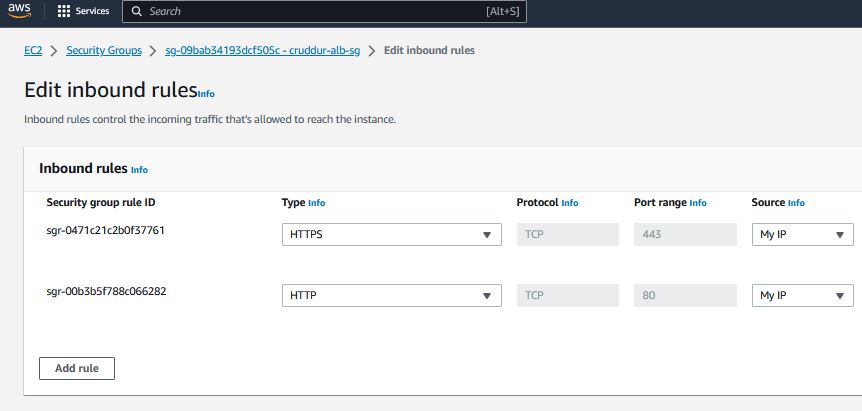 aws Services Search [Alt+S]
EC2 > Security Groups > sg-09bab34193dcf505c - cruddur-alb-sg > Edit inbound rules
Edit inbound rules Info
Inbound rules control the incoming traffic that's allowed to reach the instance.
Inbound rules Info
Security group rule ID Type Info Protocol Info Port range Info Source Info
sgr-0471c21c2b0f37761 HTTPS TCP 443 My IP
sgr-00b3b5f788c066282 HTTP TCP 80 My IP
Add rule